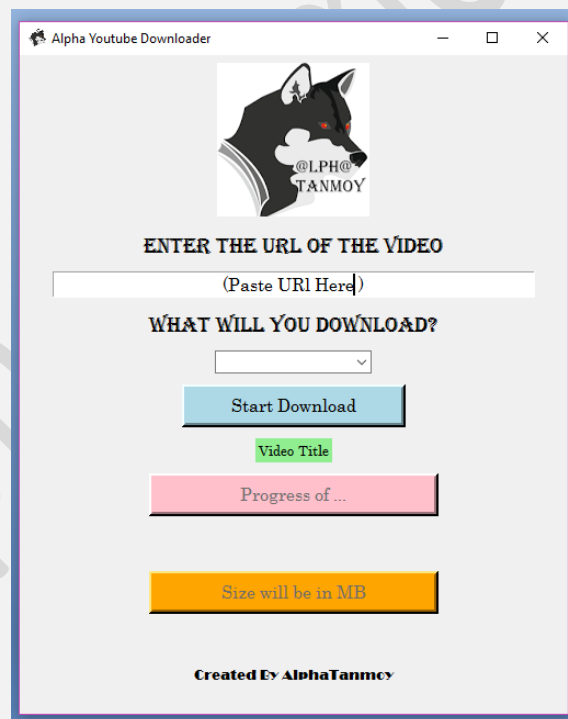 Alpha Youtube Downloader
@LPH@
TANMOY
ENTER THE URL OF THE VIDEO
(Paste URl Here)
WHAT WILL YOU DOWNLOAD?
Start Download
Video Title
Progress of ...
Size will be in MB
Created By AlphaTanmoy